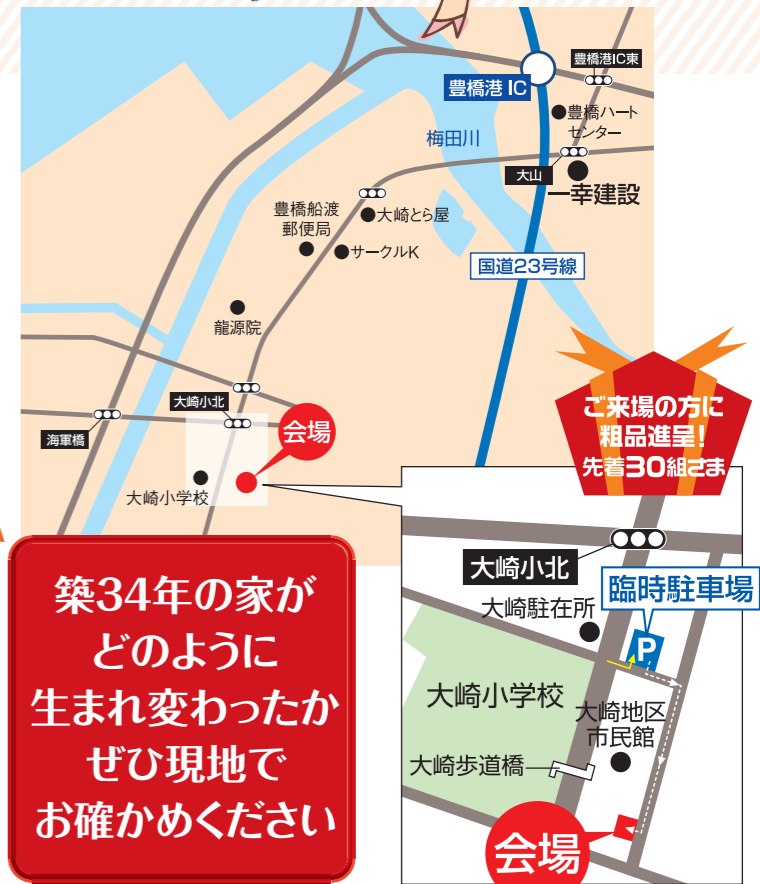 豊橋港IC東
豊橋港 IC
豊橋ハート
センター
梅田川
大山
一幸建設
豊橋船渡
郵便局
大崎とら屋
サークルK
国道23号線
龍源院
大崎小北
海軍橋
会場
大崎小学校
ご来場の方に
粗品進呈!
先着30組さま
築34年の家が
どのように
生まれ変わったか
ぜひ現地で
お確かめください
大崎小北
臨時駐車場
大崎駐在所
P
大崎小学校
大崎地区
市民館
大崎歩道橋
会場